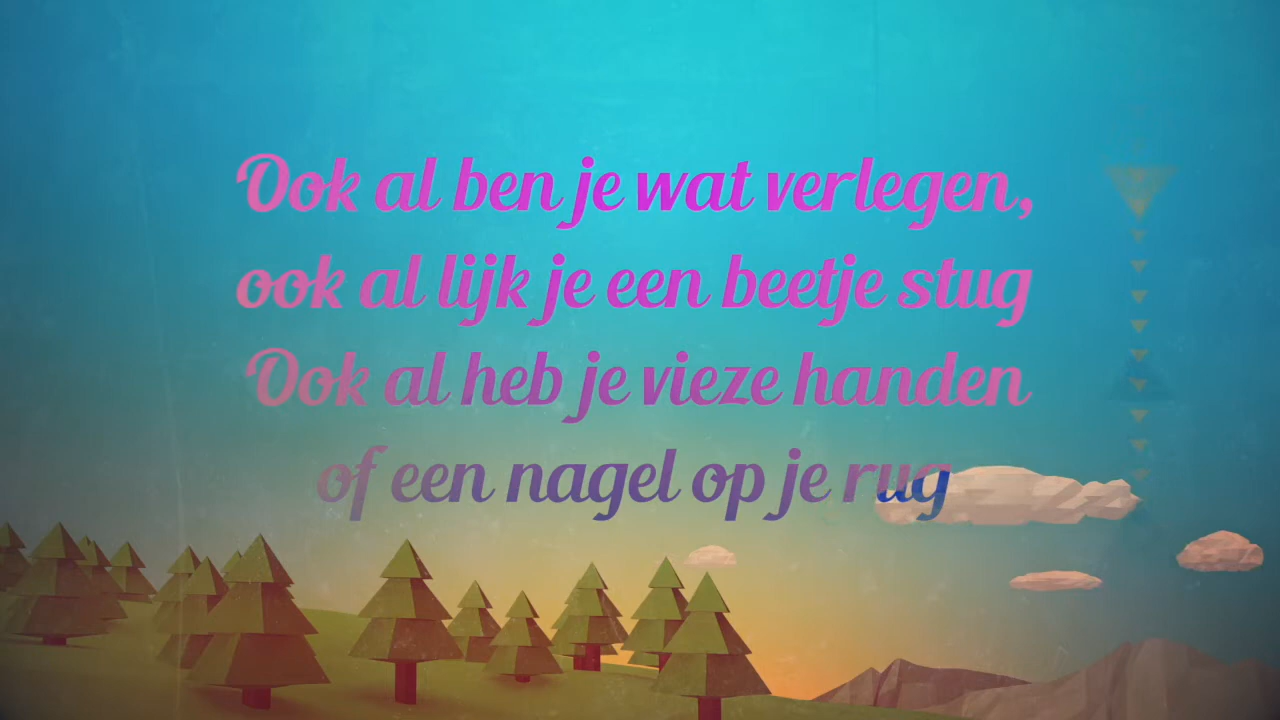 Ook al ben je wat verlegen,
ook al lijk je een beetje stug
Ook al heb je vieze handen
of een nagel op je rug